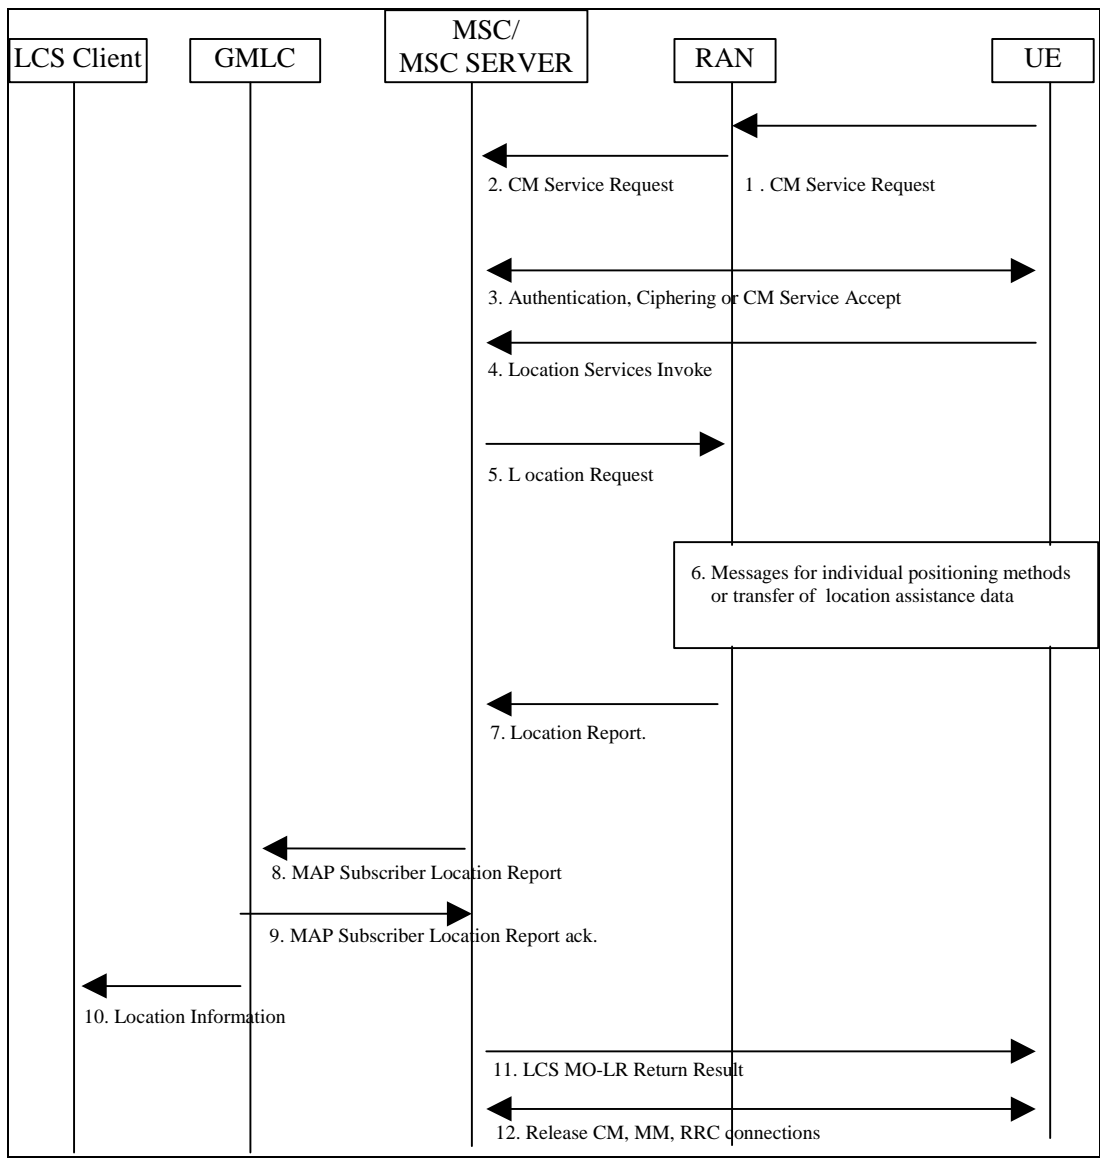 LCS Client
GMLC
MSC/
MSC SERVER
RAN
UE
2. CM Service Request
1 . CM Service Request
3. Authentication, Ciphering or CM Service Accept
4. Location Services Invoke
5. L ocation Request
6. Messages for individual positioning methods
or transfer of location assistance data
7. Location Report.
8. MAP Subscriber Location Report
9. MAP Subscriber Location Report ack.
10. Location Information
11. LCS MO-LR Return Result
12. Release CM, MM, RRC connections